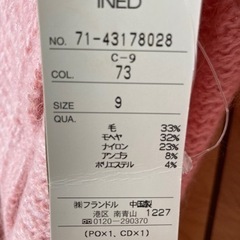 INED
NO. 71-43178028
C-9
COL. 73
SIZE 9
QUA.
毛 33%
モヘヤ 32%
ナイロン 23%
アンゴラ 8%
ポリエステル 4%
㈱フランドル 中国製
港区 南青山 1227
☎0120-290370
(PO×1, CD×1)